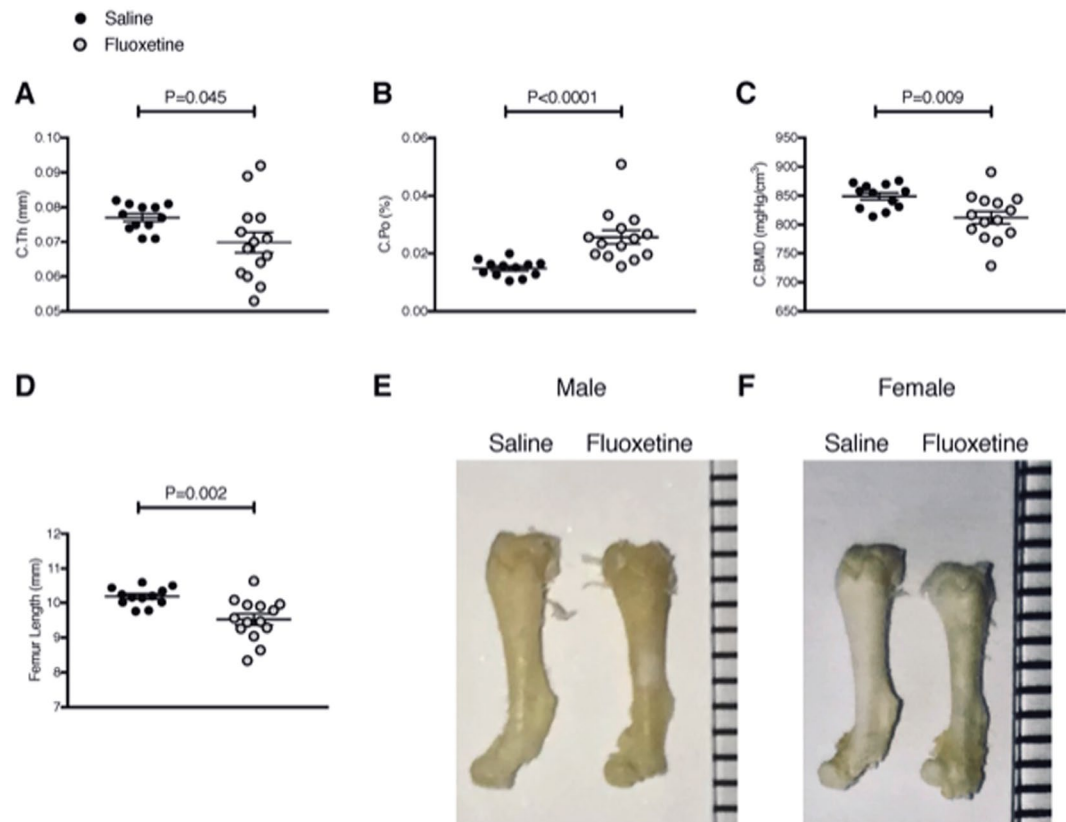 Saline
Fluoxetine
A
P=0.045
0.10
0.09
0.08
0.07
0.06
0.05
C.Th (mm)
B
P<0.0001
0.06
0.04
0.02
0.00
C.Po (%)
C
P=0.009
950
900
850
800
750
700
650
C.BMD (mgHg/cm³)
D
P=0.002
12
11
10
9
8
7
Femur Length (mm)
E
Male
Saline Fluoxetine
F
Female
Saline Fluoxetine